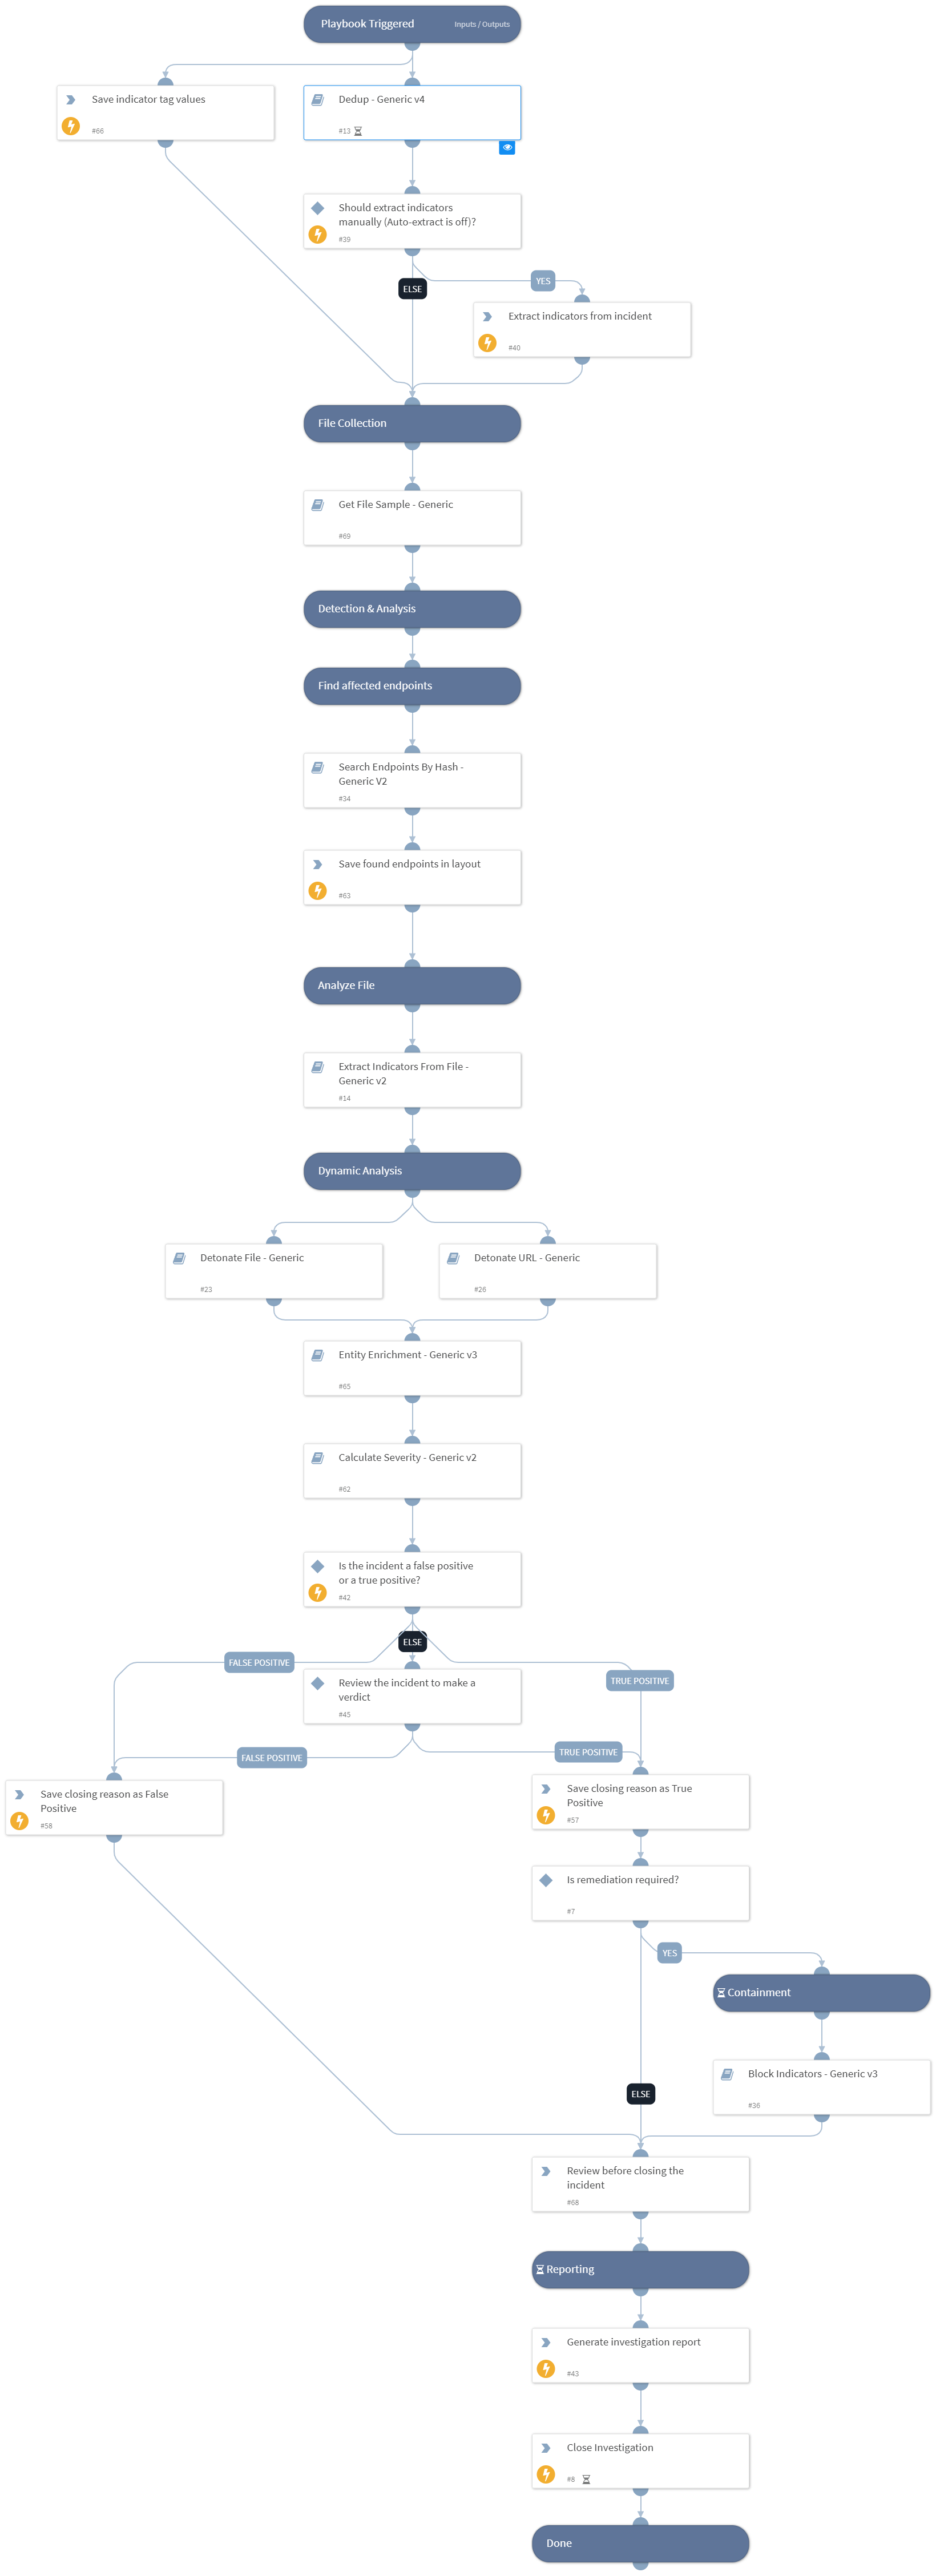 Playbook Triggered
Inputs / Outputs
Save indicator tag values
#66
Dedup - Generic v4
#13
Should extract indicators
manually (Auto-extract is off)?
#39
ELSE
YES
Extract indicators from incident
#40
File Collection
Get File Sample - Generic
#69
Detection & Analysis
Find affected endpoints
Search Endpoints By Hash -
Generic V2
#34
Save found endpoints in layout
#63
Analyze File
Extract Indicators From File -
Generic v2
#14
Dynamic Analysis
Detonate File - Generic
#23
Detonate URL - Generic
#26
Entity Enrichment - Generic v3
#65
Calculate Severity - Generic v2
#62
Is the incident a false positive
or a true positive?
#42
ELSE
FALSE POSITIVE
TRUE POSITIVE
Review the incident to make a
verdict
#45
FALSE POSITIVE
TRUE POSITIVE
Save closing reason as False
Positive
#58
Save closing reason as True
Positive
#57
Is remediation required?
#7
YES
Containment
Block Indicators - Generic v3
#36
ELSE
Review before closing the
incident
#68
Reporting
Generate investigation report
#43
Close Investigation
#8
Done